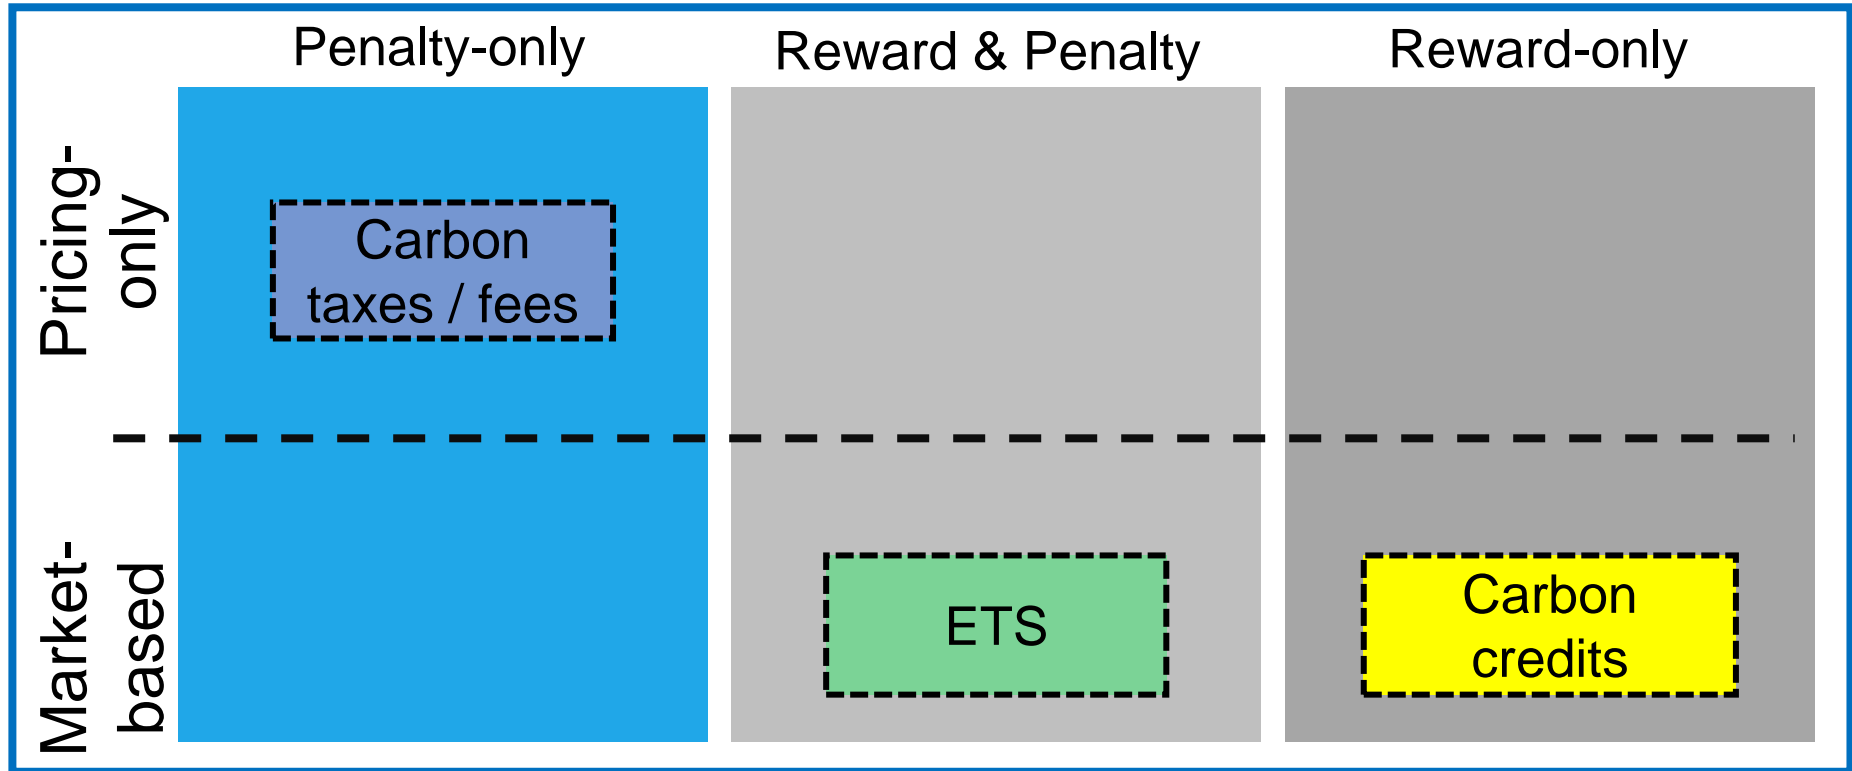 Penalty-only
Reward & Penalty
Reward-only
Pricing-
only
Carbon
taxes / fees
Market-
based
ETS
Carbon
credits